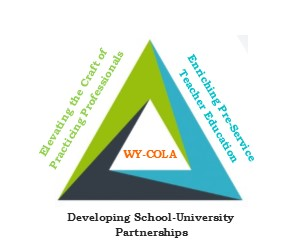 Elevating the Craft of
Practicing Professionals
Enriching Pre-Service
Teacher Education
WY-COLA
Developing School-University
Partnerships